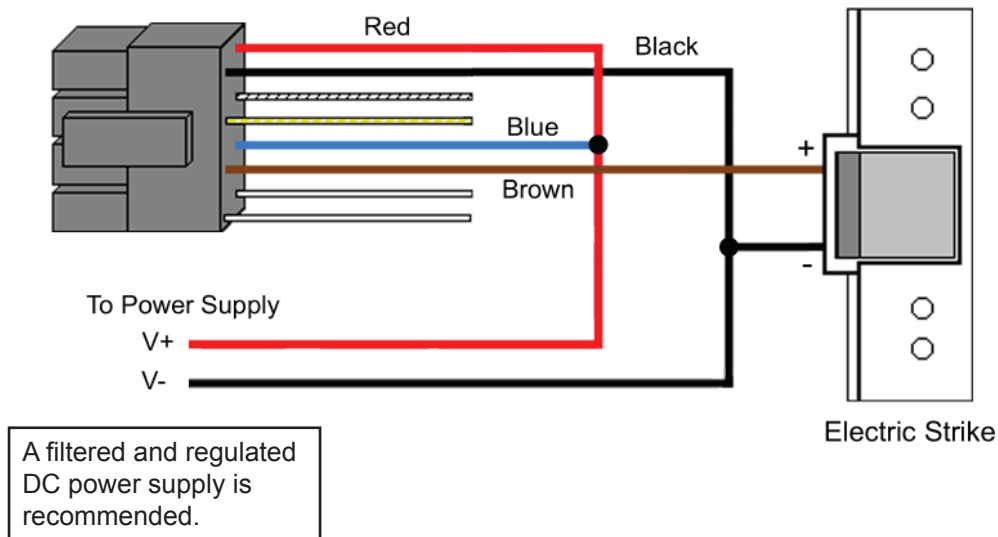 Red
Black
Blue
+
Brown
-
To Power Supply
V+
V-
Electric Strike
A filtered and regulated
DC power supply is
recommended.